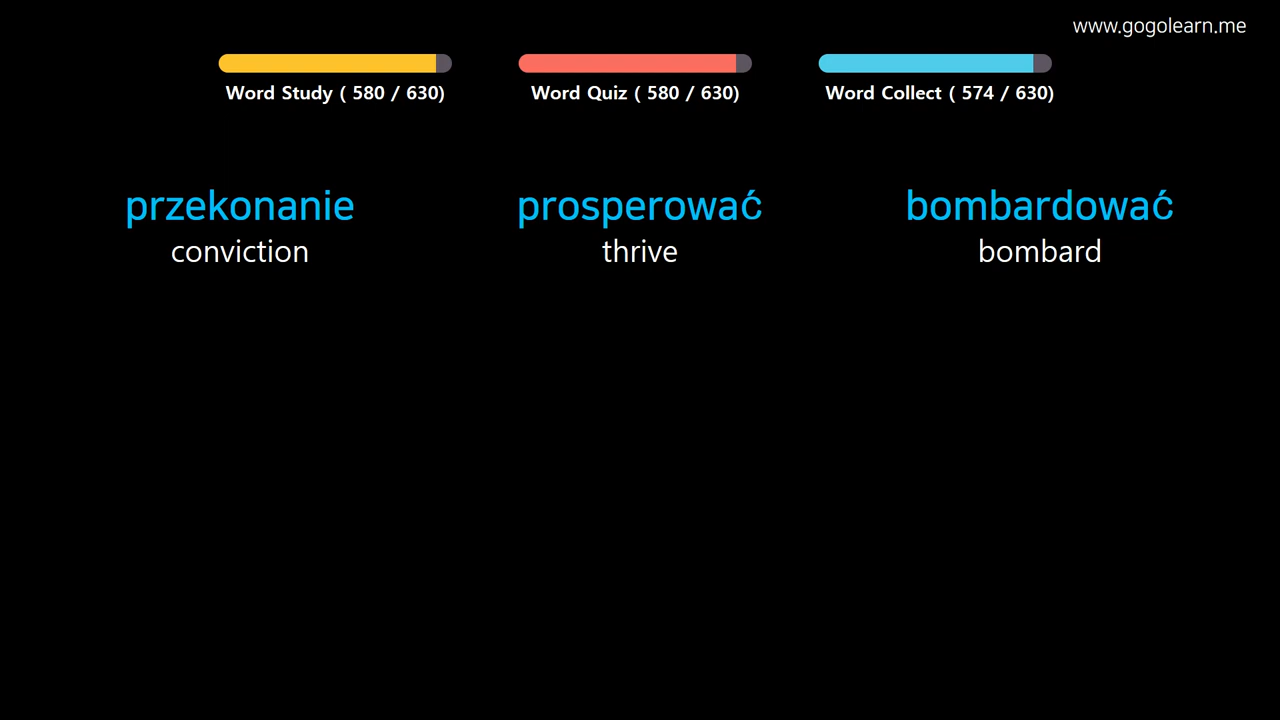 www.gogolearn.me
Word Study ( 580 / 630)
Word Quiz ( 580 / 630)
Word Collect ( 574 / 630)
przekonanie
conviction
prosperować
thrive
bombardować
bombard